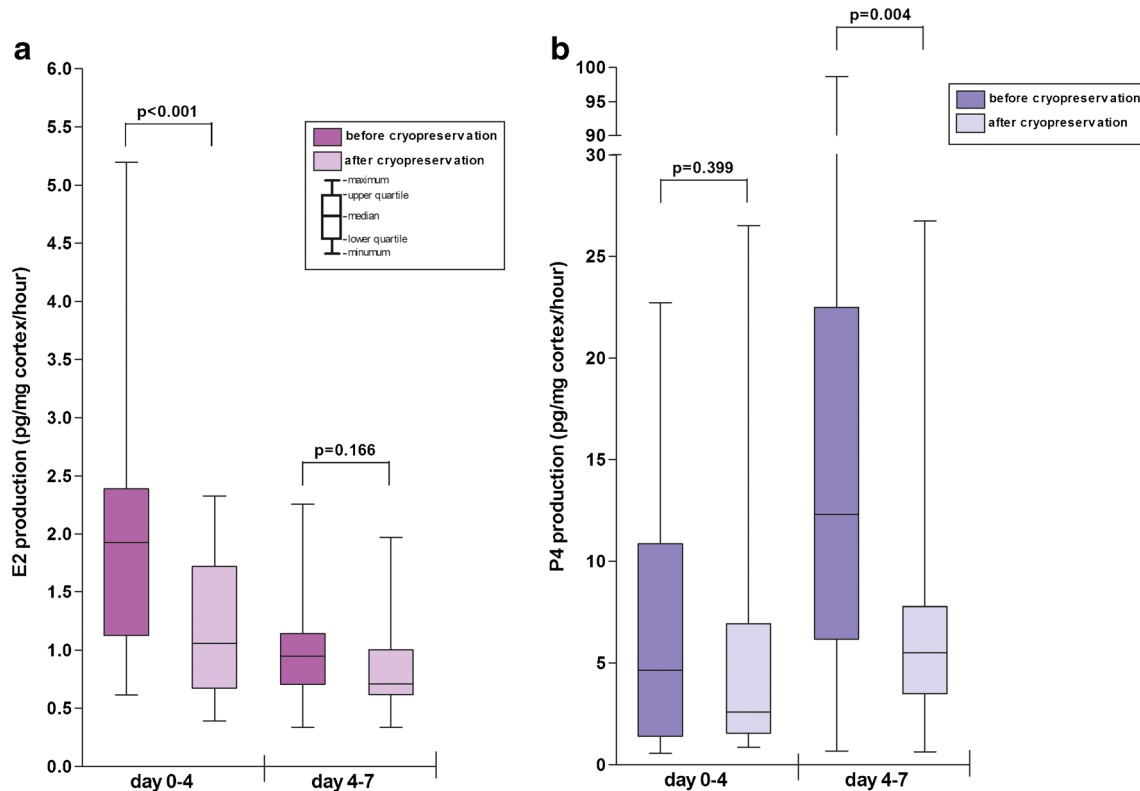 a
6.0
5.5
5.0
4.5
4.0
3.5
3.0
2.5
2.0
1.5
1.0
0.5
0.0
E2 production (pg/mg cortex/hour)
p<0.001
p=0.166
before cryopreservation
after cryopreservation
maximum
upper quartile
median
lower quartile
minumum
day 0-4
day 4-7
b
100
95
90
30
25
20
15
10
5
0
P4 production (pg/mg cortex/hour)
p=0.399
p=0.004
before cryopreservation
after cryopreservation
day 0-4
day 4-7